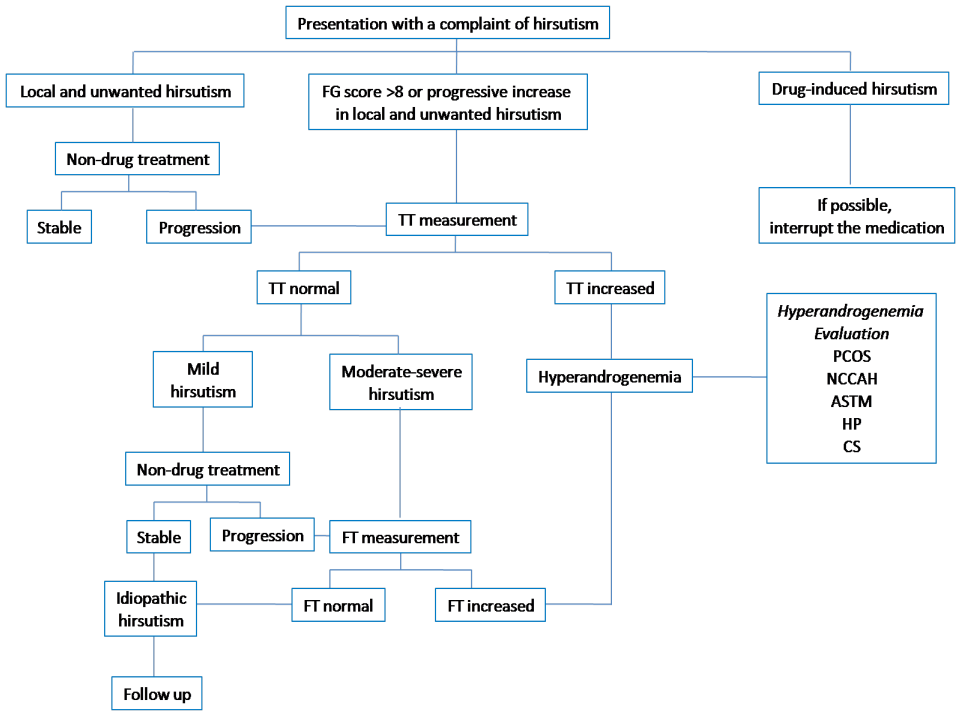 Presentation with a complaint of hirsutism
Local and unwanted hirsutism
FG score >8 or progressive increase
in local and unwanted hirsutism
Drug-induced hirsutism
Non-drug treatment
If possible,
interrupt the medication
Stable
Progression
TT measurement
TT normal
TT increased
Hyperandrogenemia
Evaluation
PCOS
NCCAH
ASTM
HP
CS
Mild
hirsutism
Moderate-severe
hirsutism
Hyperandrogenemia
Non-drug treatment
Stable
Progression
FT measurement
Idiopathic
hirsutism
FT normal
FT increased
Follow up